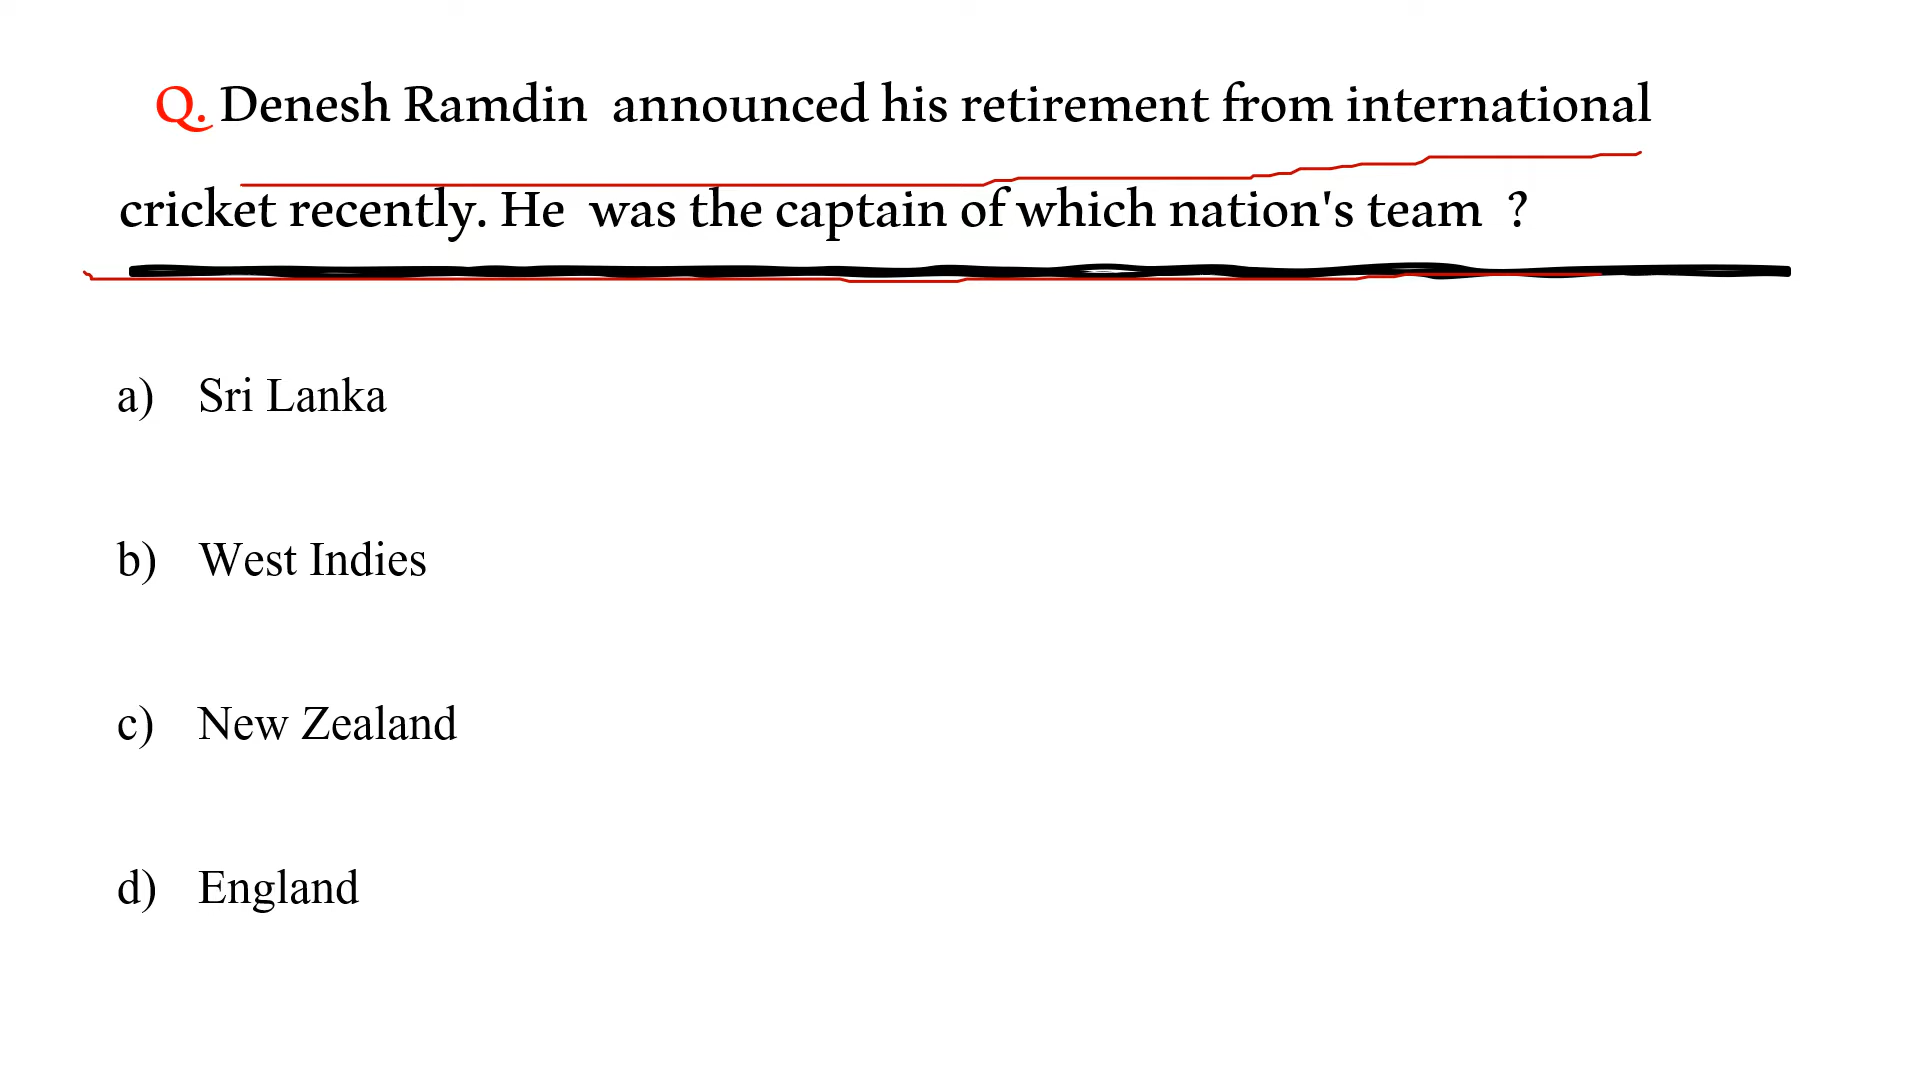 Q. Denesh Ramdin announced his retirement from international
cricket recently. He was the captain of which nation's team ?
a) Sri Lanka
b) West Indies
c) New Zealand
d) England